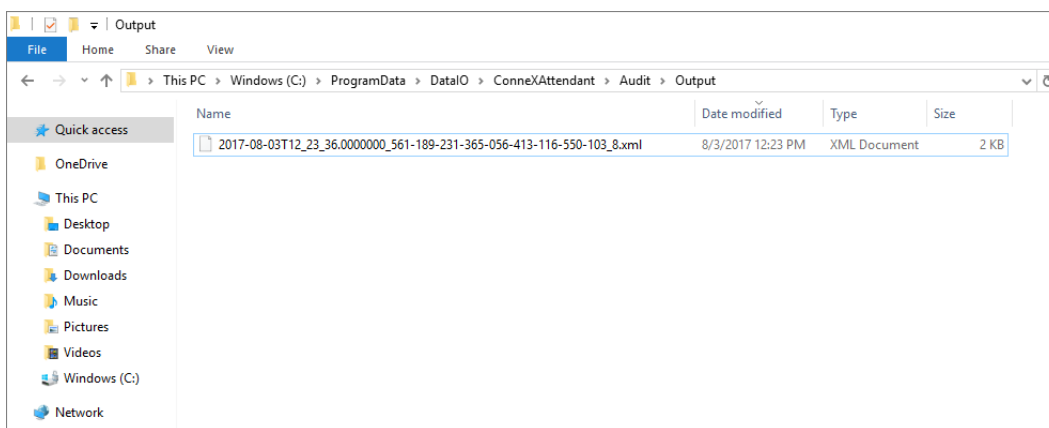 Output
File Home Share View
This PC > Windows (C:) > ProgramData > DataIO > ConneXAttendant > Audit > Output
Name Date modified Type Size
Quick access
2017-08-03T12_23_36.0000000_561-189-231-365-056-413-116-550-103_8.xml 8/3/2017 12:23 PM XML Document 2 KB
OneDrive
This PC
Desktop
Documents
Downloads
Music
Pictures
Videos
Windows (C:)
Network